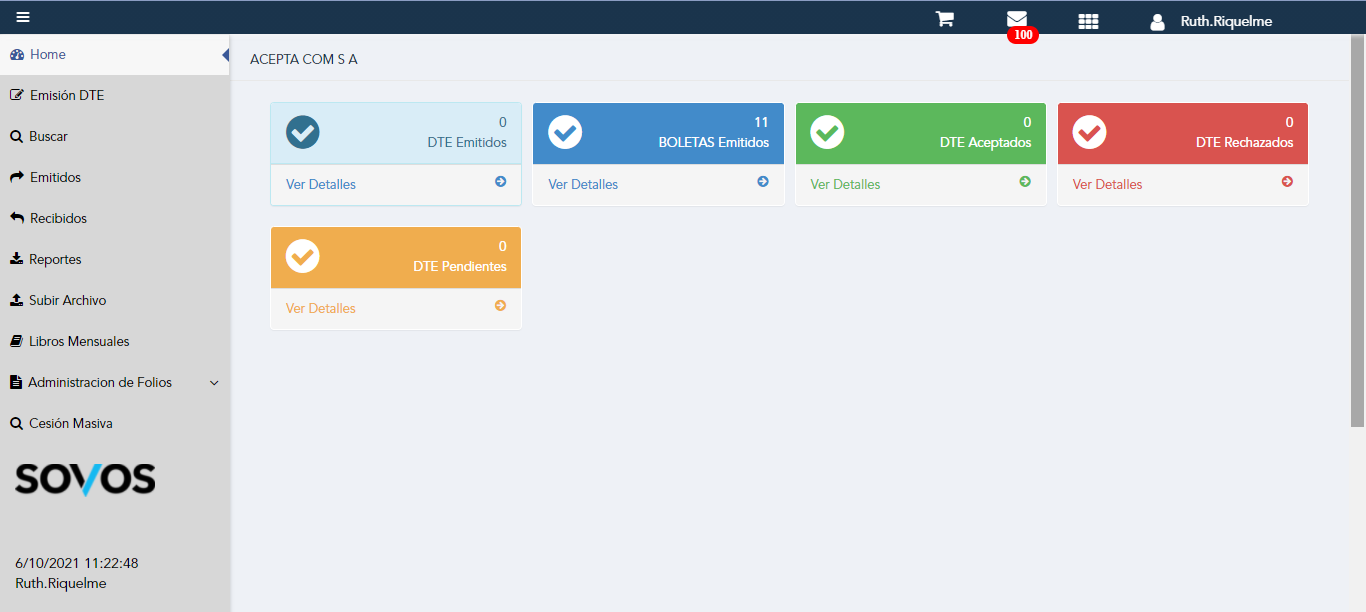 100
Ruth.Riquelme
Home
Emisión DTE
Buscar
Emitidos
Recibidos
Reportes
Subir Archivo
Libros Mensuales
Administracion de Folios
Cesión Masiva
SOVOS
6/10/2021 11:22:48
Ruth.Riquelme
ACEPTA COM S A
0
DTE Emitidos
Ver Detalles
11
BOLETAS Emitidos
Ver Detalles
0
DTE Aceptados
Ver Detalles
0
DTE Rechazados
Ver Detalles
0
DTE Pendientes
Ver Detalles